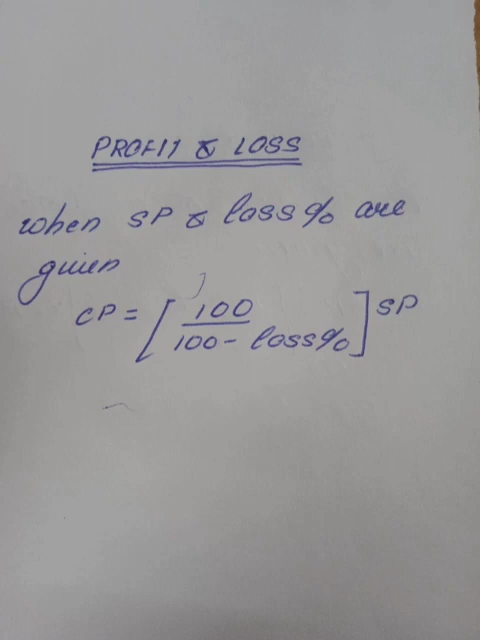 PROFIT & LOSS
when SP & loss% are
given
CP = [100 / 100 - loss%] SP